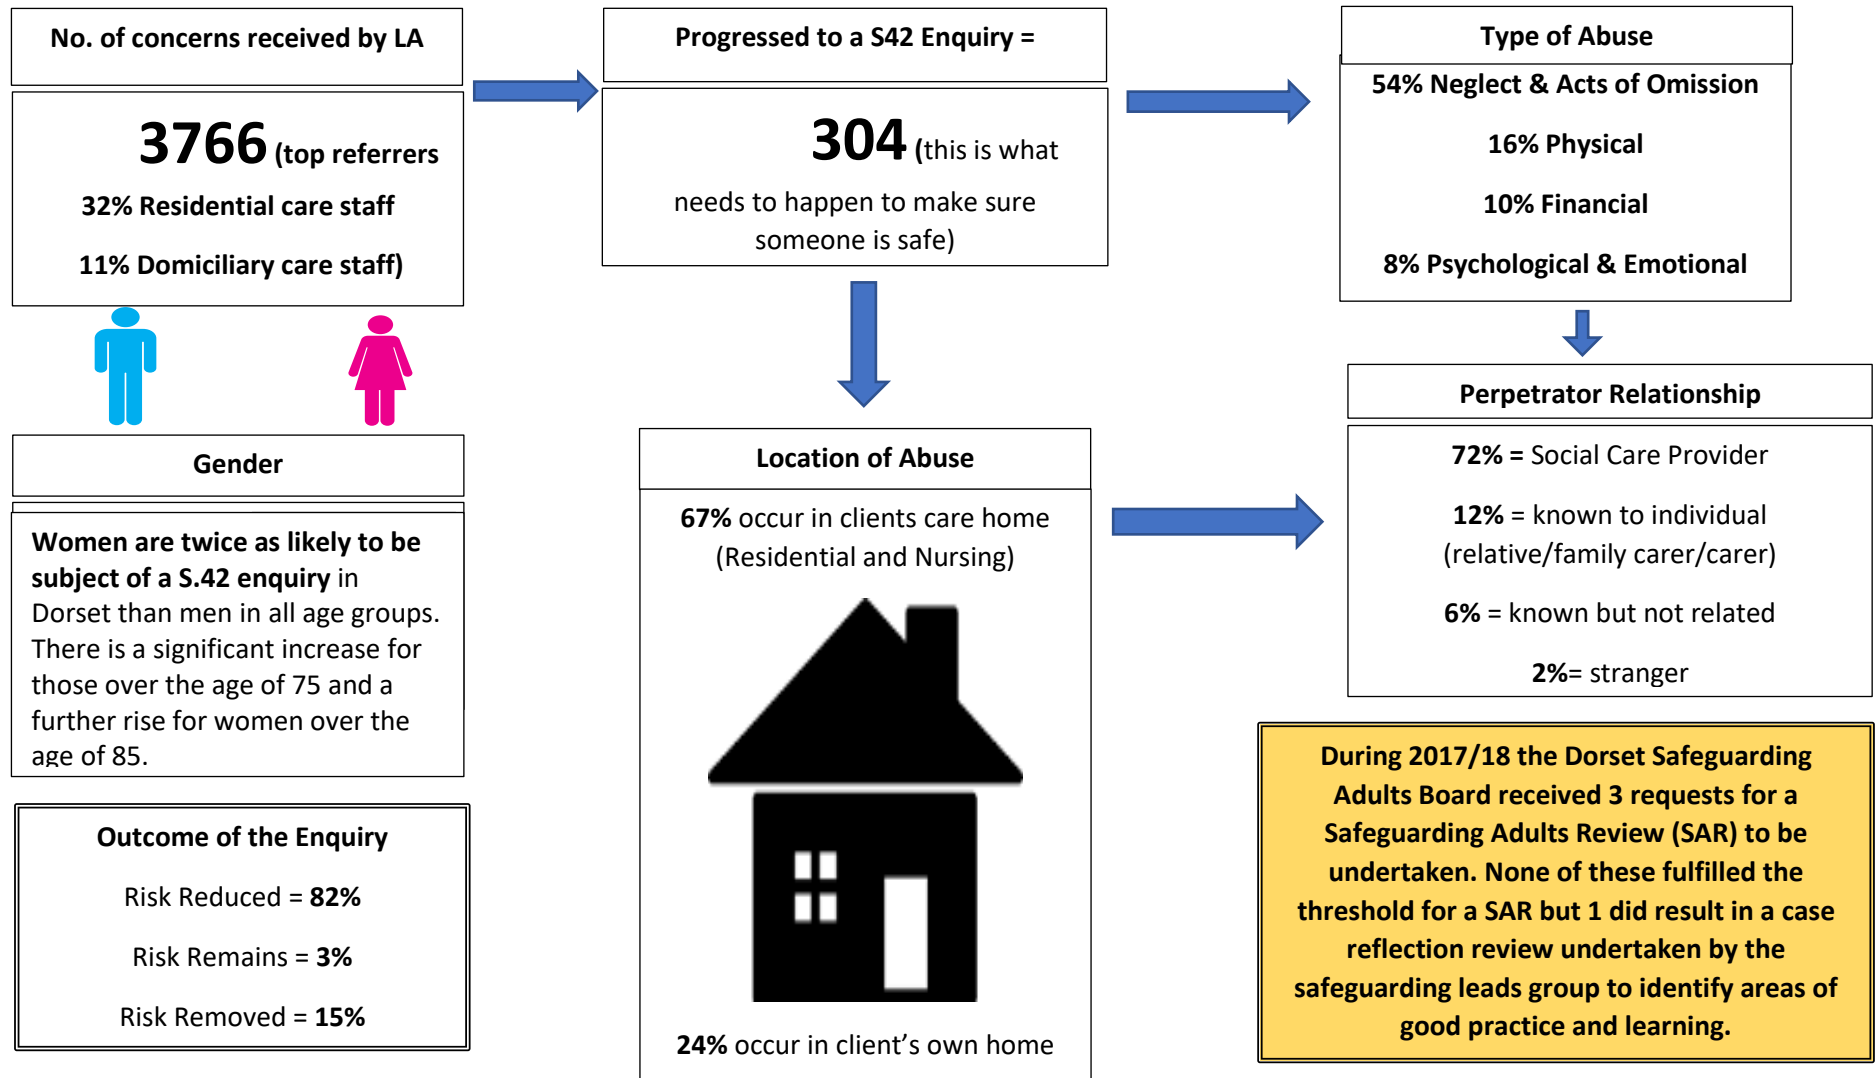 No. of concerns received by LA
3766 (top referrers
32% Residential care staff
11% Domiciliary care staff)
Progressed to a S42 Enquiry =
304 (this is what
needs to happen to make sure
someone is safe)
Type of Abuse
54% Neglect & Acts of Omission
16% Physical
10% Financial
8% Psychological & Emotional
Gender
Women are twice as likely to be
subject of a S.42 enquiry in
Dorset than men in all age groups.
There is a significant increase for
those over the age of 75 and a
further rise for women over the
age of 85.
Location of Abuse
67% occur in clients care home
(Residential and Nursing)
24% occur in client's own home
Perpetrator Relationship
72% = Social Care Provider
12% = known to individual
(relative/family carer/carer)
6% = known but not related
2%= stranger
Outcome of the Enquiry
Risk Reduced = 82%
Risk Remains = 3%
Risk Removed = 15%
During 2017/18 the Dorset Safeguarding
Adults Board received 3 requests for a
Safeguarding Adults Review (SAR) to be
undertaken. None of these fulfilled the
threshold for a SAR but 1 did result in a case
reflection review undertaken by the
safeguarding leads group to identify areas of
good practice and learning.